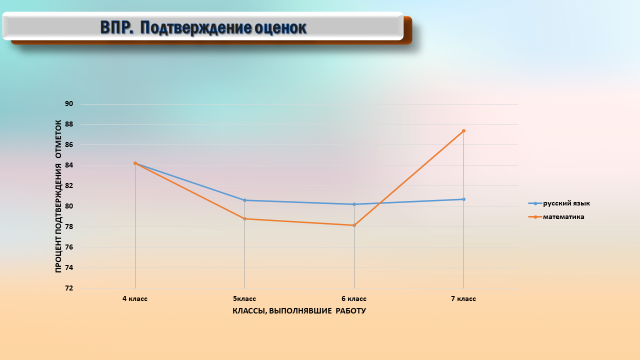 ВПР. Подтверждение оценок
ПРОЦЕНТ ПОДТВЕРЖДЕНИЯ ОТМЕТОК
90
88
86
84
82
80
78
76
74
72
4 класс
5класс
6 класс
7 класс
КЛАССЫ, ВЫПОЛНЯВШИЕ РАБОТУ
русский язык
математика